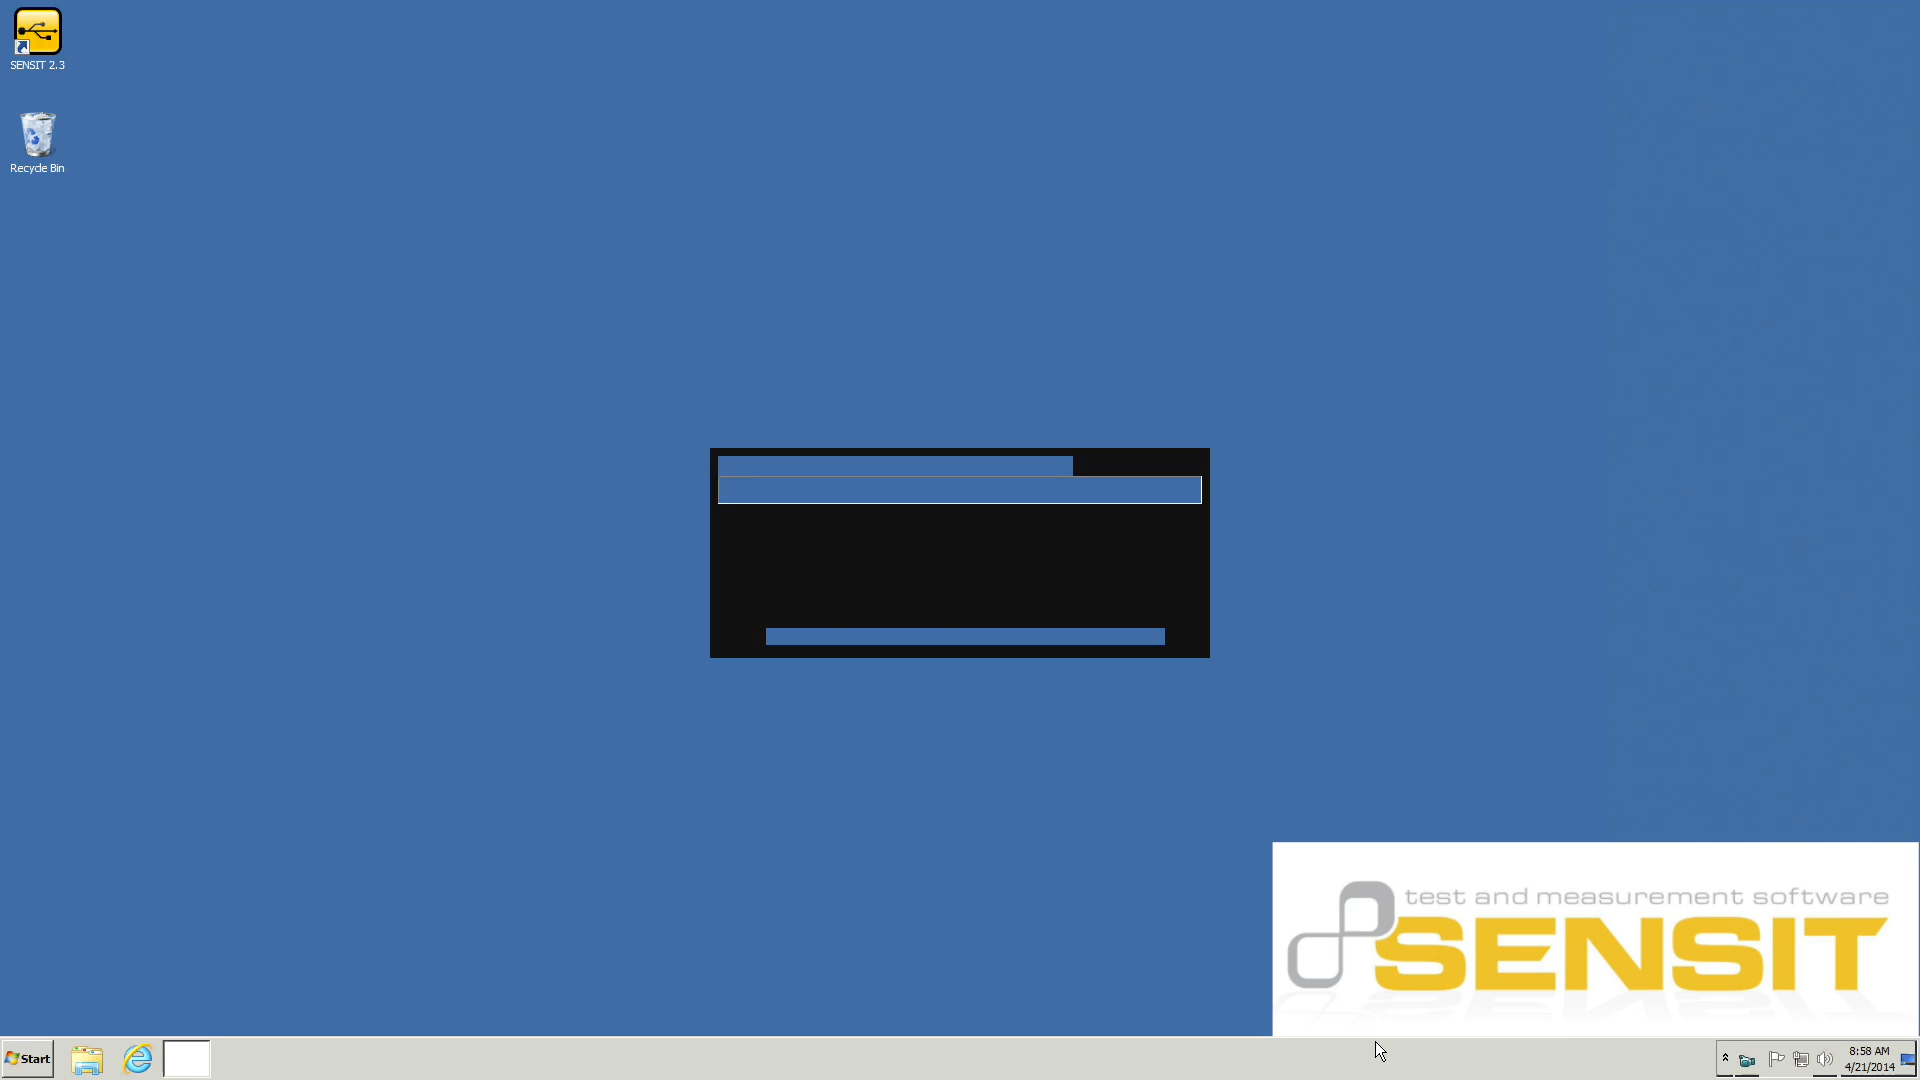 SENSIT 2.3
Recycle Bin
test and measurement software
SENSIT
Start
8:58 AM
4/21/2014